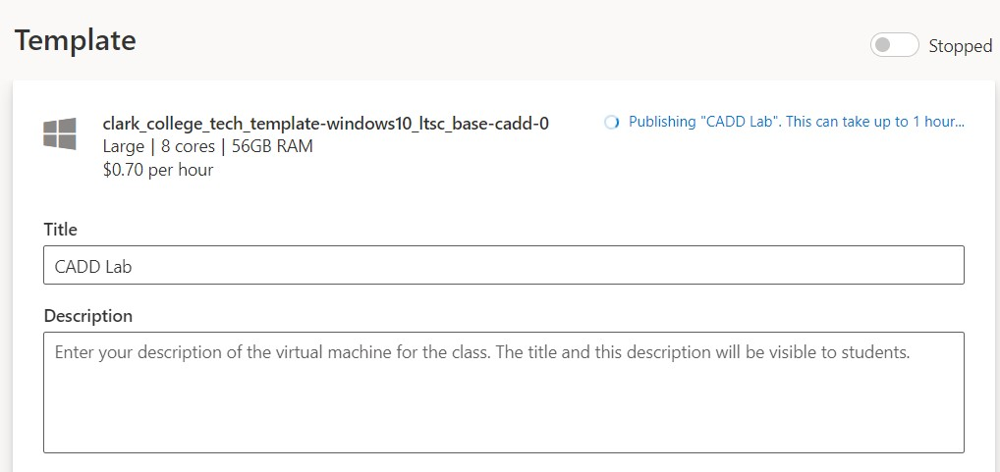 Template
Stopped
clark_college_tech_template-windows10_ltsc_base-cadd-0
Publishing "CADD Lab". This can take up to 1 hour...
Large | 8 cores | 56GB RAM
$0.70 per hour
Title
CADD Lab
Description
Enter your description of the virtual machine for the class. The title and this description will be visible to students.